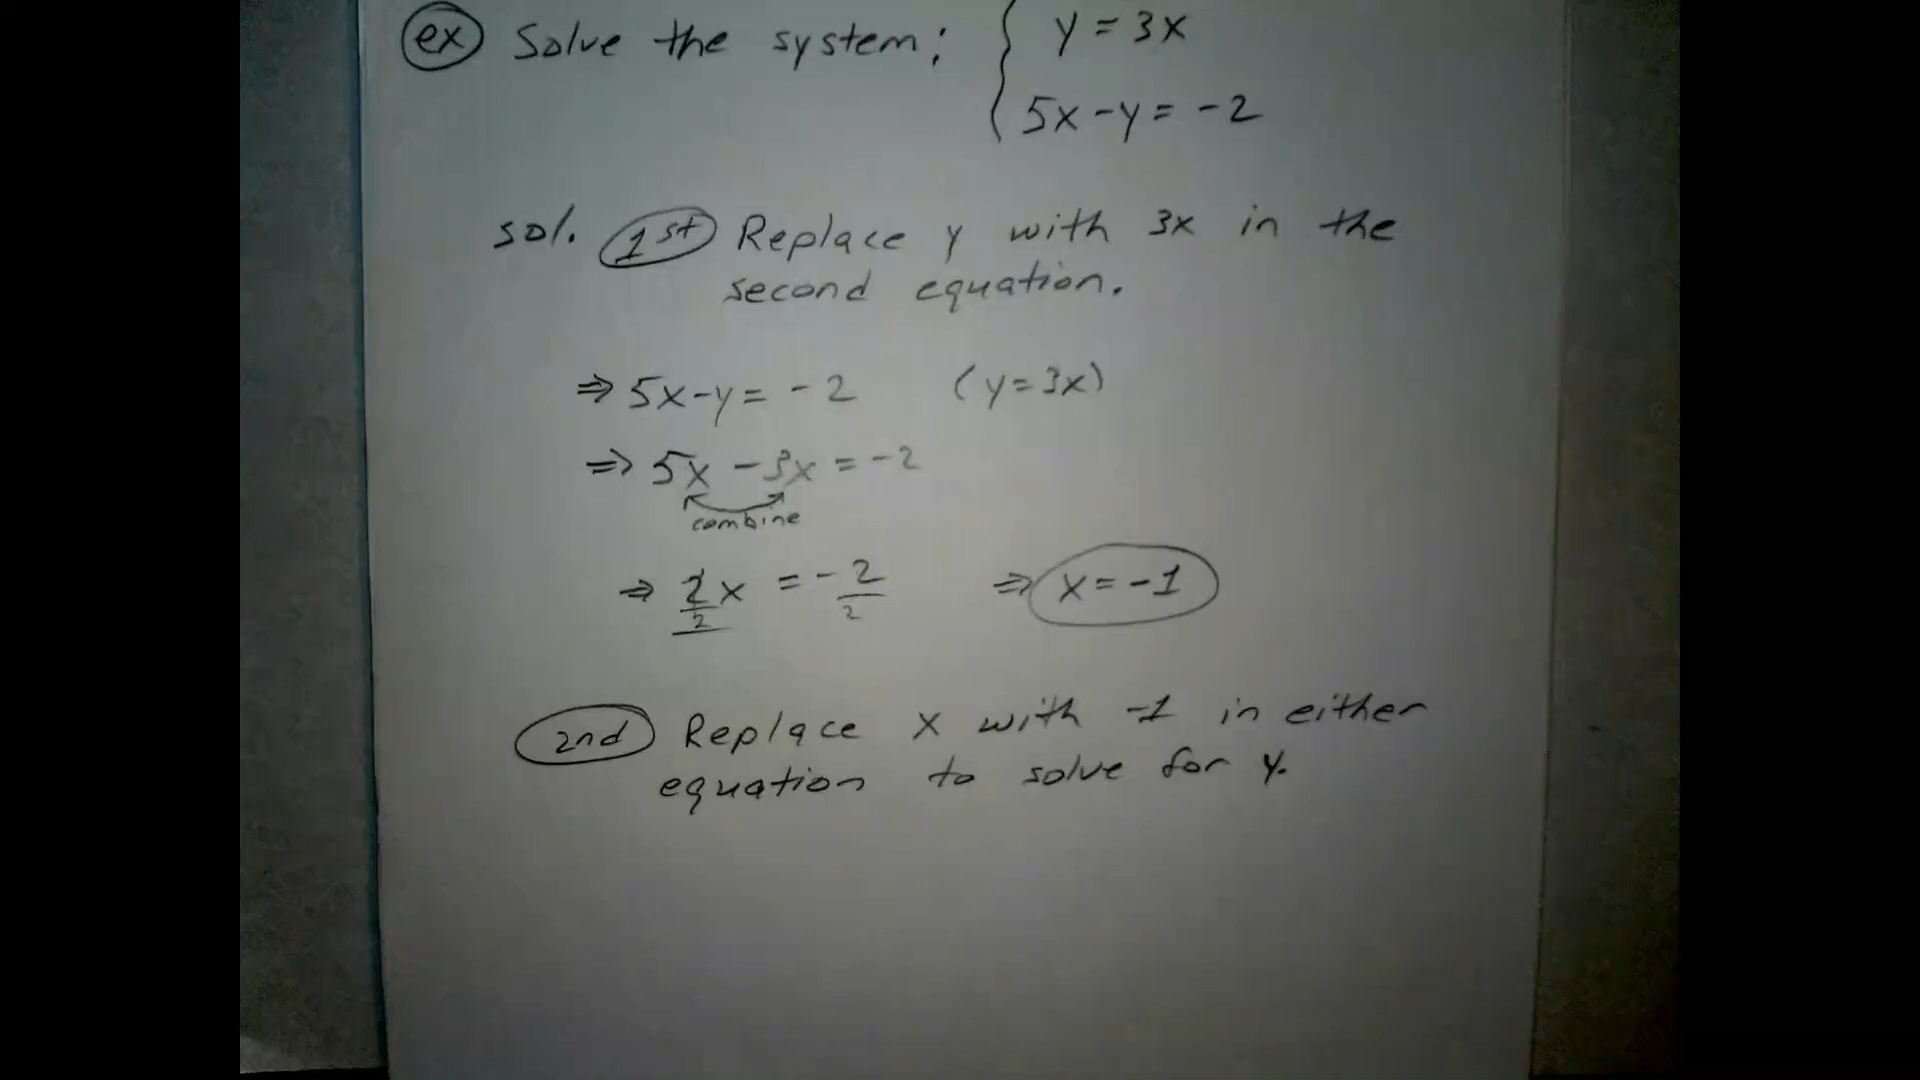 ex Solve the system; { y = 3x
5x - y = -2
sol. 1st Replace y with 3x in the
second equation.
⇒ 5x - y = -2 (y = 3x)
⇒ 5x - 3x = -2
combine
⇒ 2x/2 = -2/2 ⇒ x = -1
2nd Replace x with -1 in either
equation to solve for y.